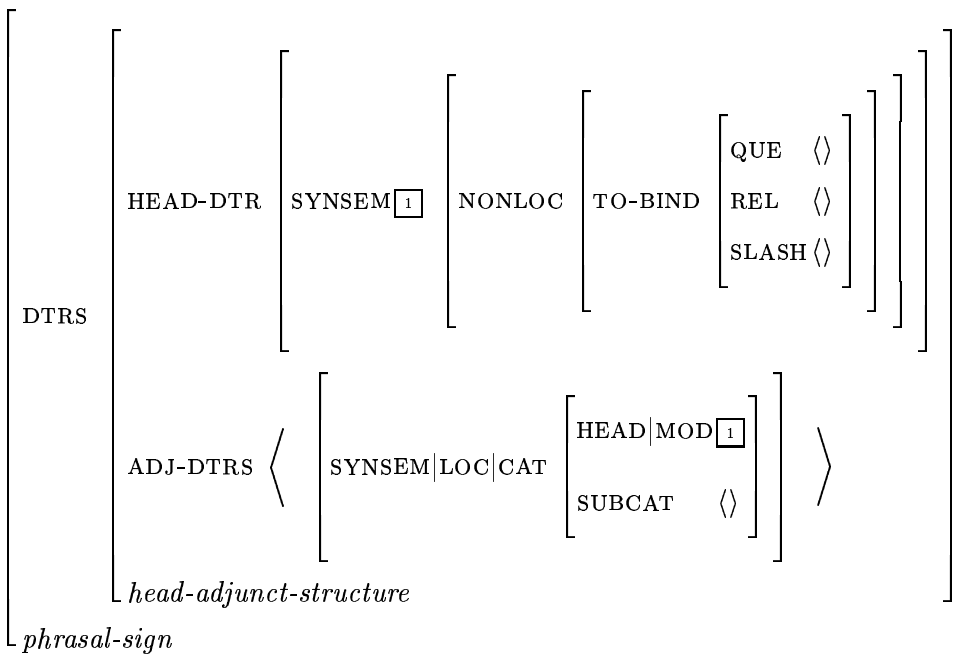 QUE ⟨⟩
HEAD-DTR SYNSEM 1 NONLOC TO-BIND REL ⟨⟩
SLASH ⟨⟩
DTRS
HEAD|MOD 1
ADJ-DTRS ⟨ SYNSEM|LOC|CAT ⟩
SUBCAT ⟨⟩
head-adjunct-structure
phrasal-sign